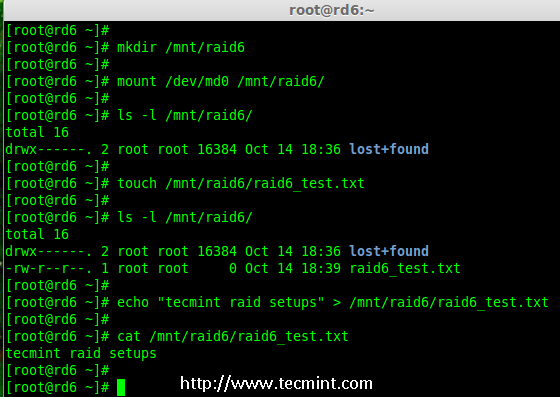 root@rd6:~
[root@rd6 ~]#
[root@rd6 ~]# mkdir /mnt/raid6
[root@rd6 ~]#
[root@rd6 ~]# mount /dev/md0 /mnt/raid6/
[root@rd6 ~]#
[root@rd6 ~]# ls -l /mnt/raid6/
total 16
drwx------. 2 root root 16384 Oct 14 18:36 lost+found
[root@rd6 ~]#
[root@rd6 ~]# touch /mnt/raid6/raid6_test.txt
[root@rd6 ~]#
[root@rd6 ~]# ls -l /mnt/raid6/
total 16
drwx------. 2 root root 16384 Oct 14 18:36 lost+found
-rw-r--r--. 1 root root     0 Oct 14 18:39 raid6_test.txt
[root@rd6 ~]#
[root@rd6 ~]# echo "tecmint raid setups" > /mnt/raid6/raid6_test.txt
[root@rd6 ~]#
[root@rd6 ~]# cat /mnt/raid6/raid6_test.txt
tecmint raid setups
[root@rd6 ~]#
[root@rd6 ~]#
http://www.tecmint.com